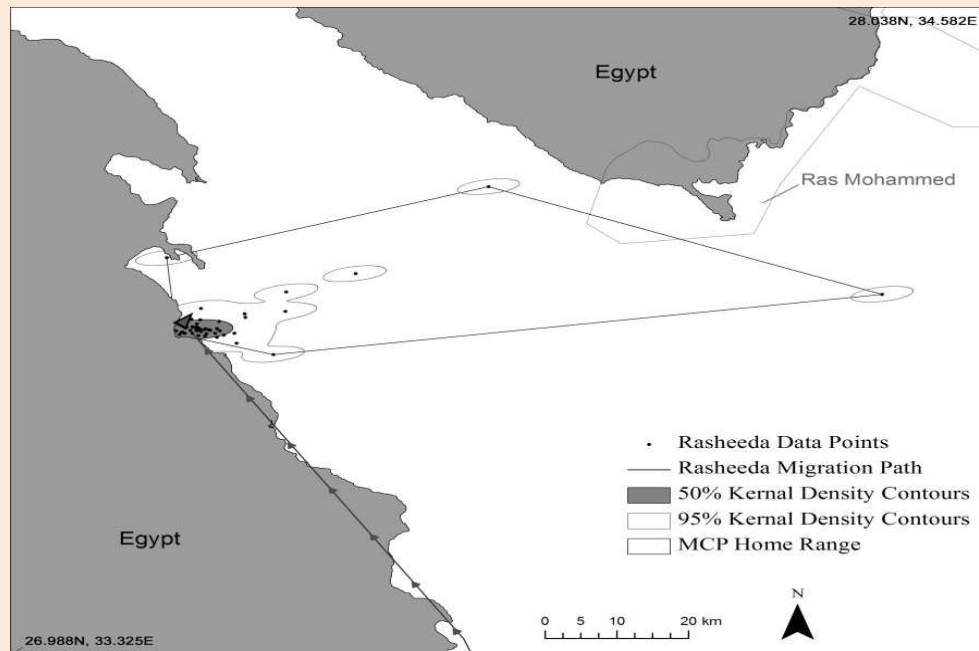 28.038N, 34.582E
Egypt
Ras Mohammed
Rasheeda Data Points
Rasheeda Migration Path
50% Kernal Density Contours
95% Kernal Density Contours
MCP Home Range
Egypt
N
0 5 10 20 km
26.988N, 33.325E